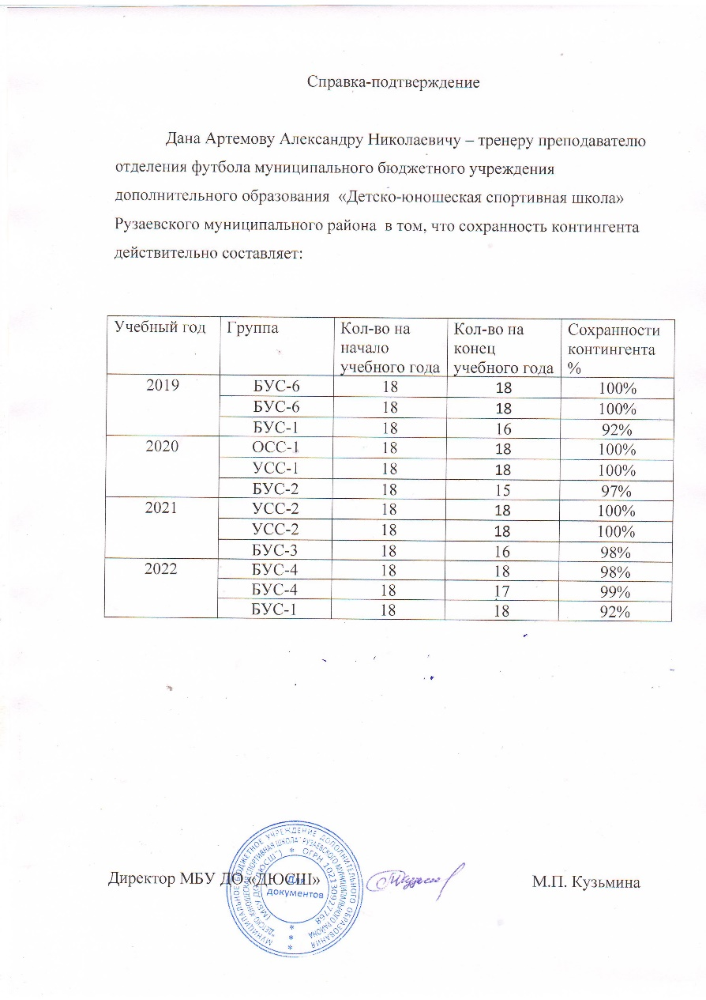 Справка-подтверждение
Дана Артемову Александру Николаевичу – тренеру преподавателю
отделения футбола муниципального бюджетного учреждения
дополнительного образования «Детско-юношеская спортивная школа»
Рузаевского муниципального района в том, что сохранность контингента
действительно составляет:
Учебный год Группа Кол-во на начало учебного года Кол-во на конец учебного года Сохранности контингента %
2019 БУС-6 18 18 100%
БУС-6 18 18 100%
БУС-1 18 16 92%
2020 ОСС-1 18 18 100%
УСС-1 18 18 100%
БУС-2 18 15 97%
2021 УСС-2 18 18 100%
УСС-2 18 18 100%
БУС-3 18 16 98%
2022 БУС-4 18 18 98%
БУС-4 18 17 99%
БУС-1 18 18 92%
Директор МБУ ДО «ДЮСШ» М.П. Кузьмина
МУНИЦИПАЛЬНОЕ БЮДЖЕТНОЕ УЧРЕЖДЕНИЕ ДОПОЛНИТЕЛЬНОГО ОБРАЗОВАНИЯ
"ДЕТСКО-ЮНОШЕСКАЯ СПОРТИВНАЯ ШКОЛА" РУЗАЕВСКОГО МУНИЦИПАЛЬНОГО РАЙОНА
(МБУ ДО "ДЮСШ") * ОГРН 1021300927768
Для
документов